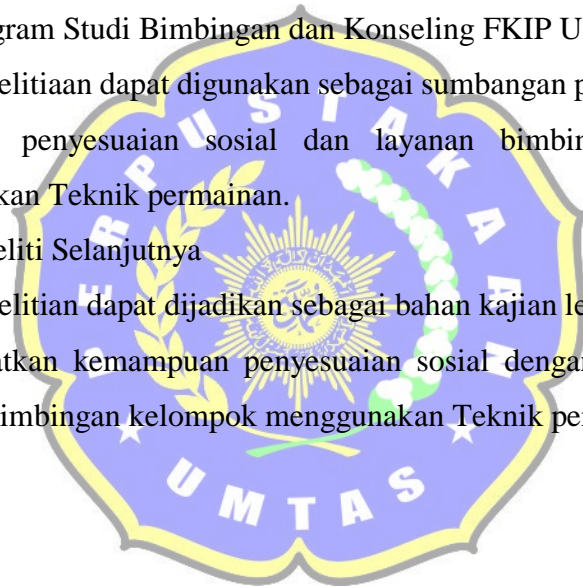 gram Studi Bimbingan dan Konseling FKIP U
elitiaan dapat digunakan sebagai sumbangan p
penyesuaian sosial dan layanan bimbin
kan Teknik permainan.
eliti Selanjutnya
elitian dapat dijadikan sebagai bahan kajian le
atkan kemampuan penyesuaian sosial dengan
imbingan kelompok menggunakan Teknik pe
PERPUSTAKAAN
UMTAS